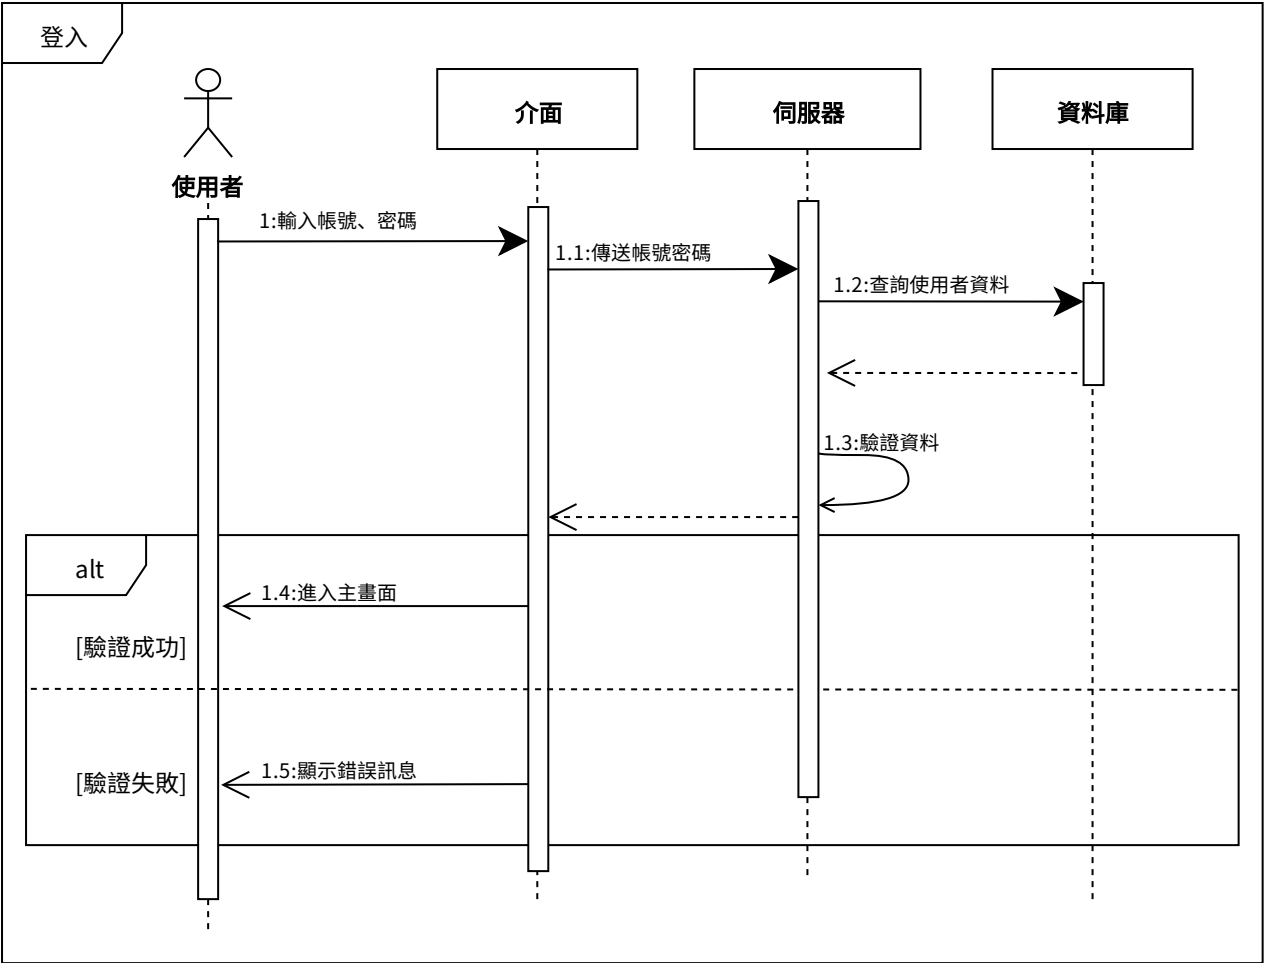 登入
介面
伺服器
資料庫
使用者
1:輸入帳號、密碼
1.1:傳送帳號密碼
1.2:查詢使用者資料
1.3:驗證資料
alt
1.4:進入主畫面
[驗證成功]
1.5:顯示錯誤訊息
[驗證失敗]